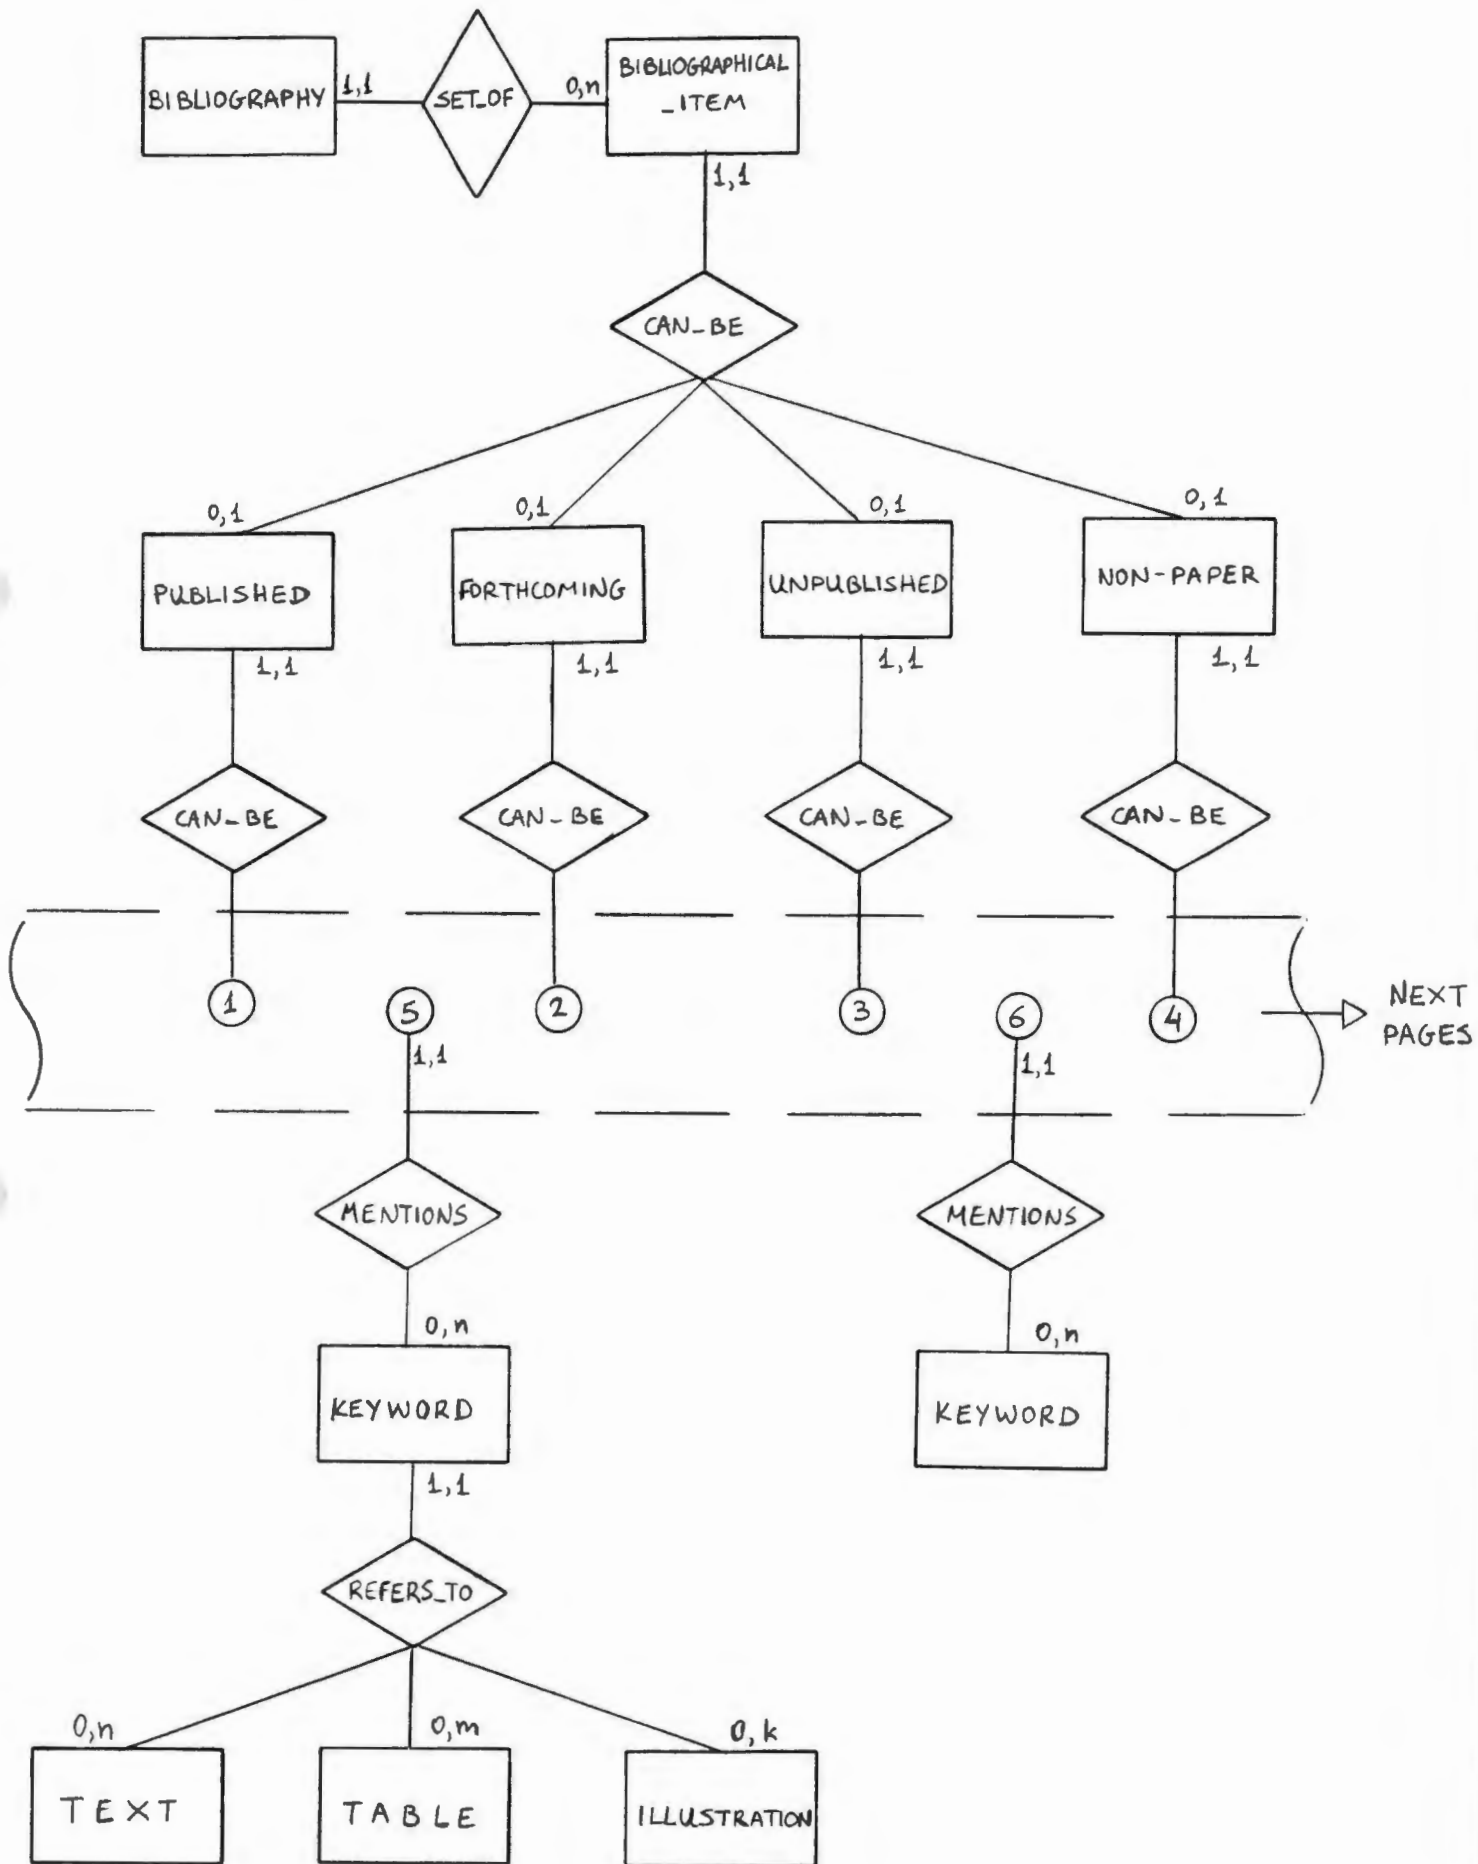 BIBLIOGRAPHY
1,1
SET_OF
0,n
BIBLIOGRAPHICAL
_ITEM
1,1
CAN_BE
0,1
0,1
0,1
0,1
PUBLISHED
FORTHCOMING
UNPUBLISHED
NON-PAPER
1,1
1,1
1,1
1,1
CAN_BE
CAN_BE
CAN_BE
CAN_BE
1
5
2
3
6
4
NEXT
PAGES
1,1
1,1
MENTIONS
MENTIONS
0,n
0,n
KEYWORD
KEYWORD
1,1
REFERS_TO
0,n
0,m
0,k
TEXT
TABLE
ILLUSTRATION